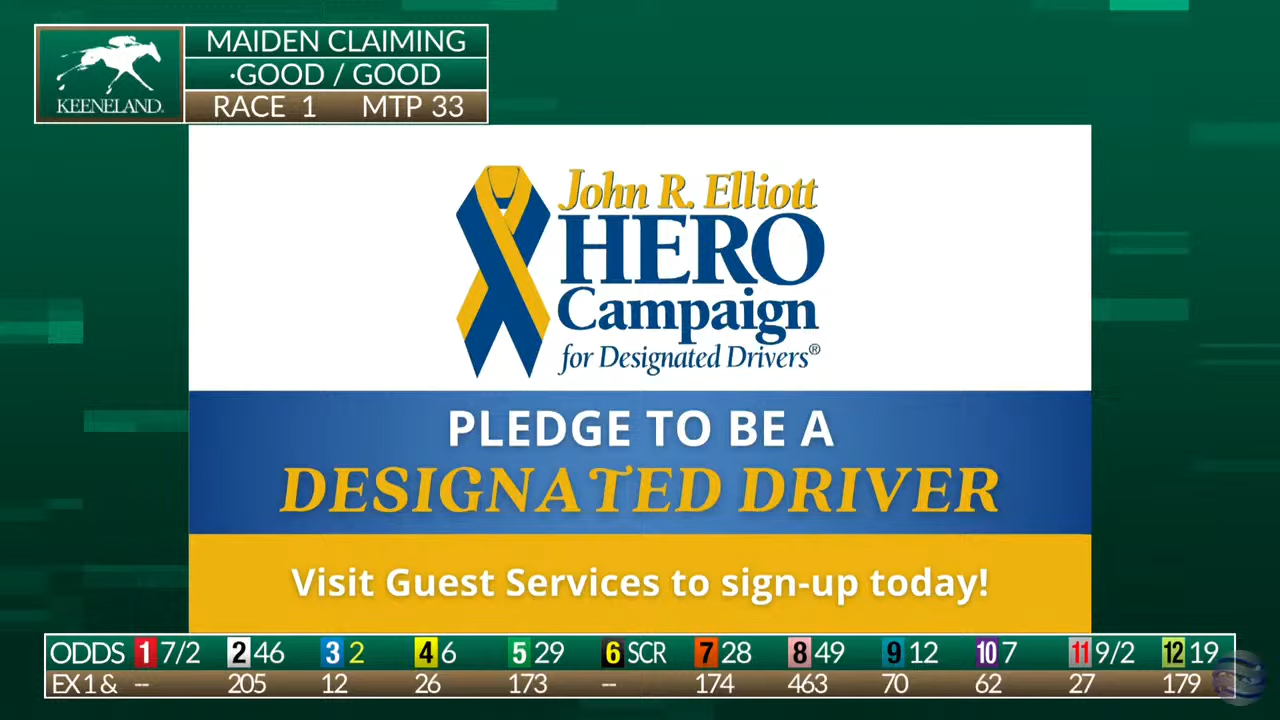 KEENELAND.
MAIDEN CLAIMING
·GOOD / GOOD
RACE 1 MTP 33
John R. Elliott
HERO
Campaign
for Designated Drivers®
PLEDGE TO BE A
DESIGNATED DRIVER
Visit Guest Services to sign-up today!
ODDS 1 7/2 2 46 3 2 4 6 5 29 6 SCR 7 28 8 49 9 12 10 7 11 9/2 12 19
EX 1 & -- 205 12 26 173 -- 174 463 70 62 27 179